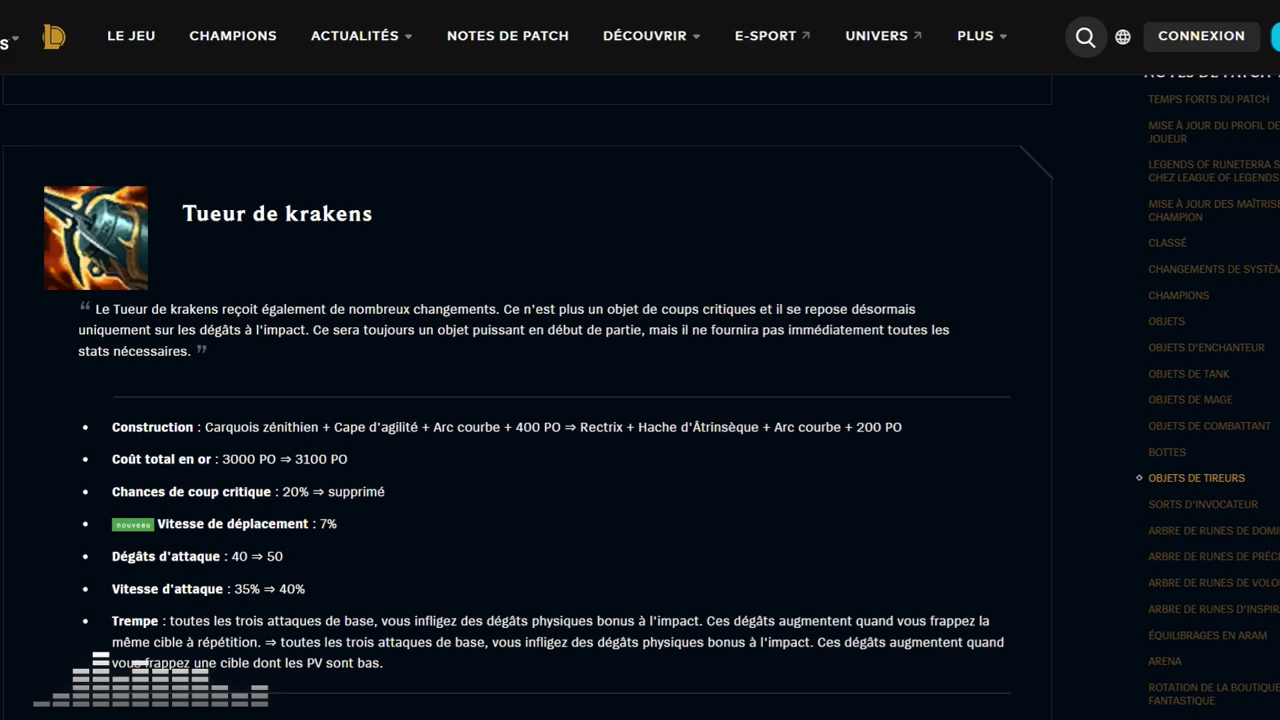 S
LE JEU CHAMPIONS ACTUALITÉS NOTES DE PATCH DÉCOUVRIR E-SPORT UNIVERS PLUS CONNEXION
Tueur de krakens
“ Le Tueur de krakens reçoit également de nombreux changements. Ce n'est plus un objet de coups critiques et il se repose désormais
uniquement sur les dégâts à l'impact. Ce sera toujours un objet puissant en début de partie, mais il ne fournira pas immédiatement toutes les
stats nécessaires. ”
• Construction : Carquois zénithien + Cape d'agilité + Arc courbe + 400 PO ⇒ Rectrix + Hache d'Âtrinsèque + Arc courbe + 200 PO
• Coût total en or : 3000 PO ⇒ 3100 PO
• Chances de coup critique : 20% ⇒ supprimé
• nouveau Vitesse de déplacement : 7%
• Dégâts d'attaque : 40 ⇒ 50
• Vitesse d'attaque : 35% ⇒ 40%
• Trempe : toutes les trois attaques de base, vous infligez des dégâts physiques bonus à l'impact. Ces dégâts augmentent quand vous frappez la
même cible à répétition. ⇒ toutes les trois attaques de base, vous infligez des dégâts physiques bonus à l'impact. Ces dégâts augmentent quand
vous frappez une cible dont les PV sont bas.
NOTES DE PATCH
TEMPS FORTS DU PATCH
MISE À JOUR DU PROFIL DE
JOUEUR
LEGENDS OF RUNETERRA S
CHEZ LEAGUE OF LEGENDS
MISE À JOUR DES MAÎTRISE
CHAMPION
CLASSÉ
CHANGEMENTS DE SYSTÈM
CHAMPIONS
OBJETS
OBJETS D'ENCHANTEUR
OBJETS DE TANK
OBJETS DE MAGE
OBJETS DE COMBATTANT
BOTTES
OBJETS DE TIREURS
SORTS D'INVOCATEUR
ARBRE DE RUNES DE DOMI
ARBRE DE RUNES DE PRÉC
ARBRE DE RUNES DE VOLO
ARBRE DE RUNES D'INSPIR
ÉQUILIBRAGES EN ARAM
ARENA
ROTATION DE LA BOUTIQUE
FANTASTIQUE